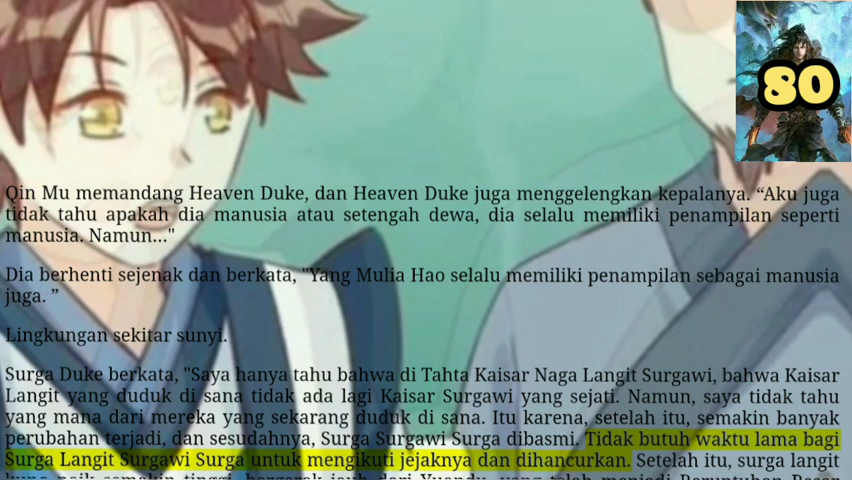 80
Qin Mu memandang Heaven Duke, dan Heaven Duke juga menggelengkan kepalanya. “Aku juga
tidak tahu apakah dia manusia atau setengah dewa, dia selalu memiliki penampilan seperti
manusia. Namun..."
Dia berhenti sejenak dan berkata, "Yang Mulia Hao selalu memiliki penampilan sebagai manusia
juga. ”
Lingkungan sekitar sunyi.
Surga Duke berkata, "Saya hanya tahu bahwa di Tahta Kaisar Naga Langit Surgawi, bahwa Kaisar
Langit yang duduk di sana tidak ada lagi Kaisar Surgawi yang sejati. Namun, saya tidak tahu
yang mana dari mereka yang sekarang duduk di sana. Itu karena, setelah itu, semakin banyak
perubahan terjadi, dan sesudahnya, Surga Surgawi Surga dibasmi. Tidak butuh waktu lama bagi
Surga Langit Surgawi Surga untuk mengikuti jejaknya dan dihancurkan. Setelah itu, surga langit